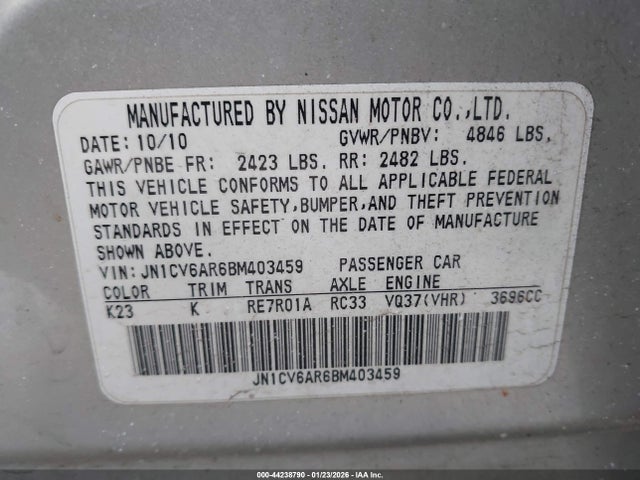 MANUFACTURED BY NISSAN MOTOR CO.,LTD.
DATE: 10/10 GVWR/PNBV: 4846 LBS.
GAWR/PNBE FR: 2423 LBS. RR: 2482 LBS.
THIS VEHICLE CONFORMS TO ALL APPLICABLE FEDERAL
MOTOR VEHICLE SAFETY,BUMPER,AND THEFT PREVENTION
STANDARDS IN EFFECT ON THE DATE OF MANUFACTURE
SHOWN ABOVE.
VIN: JN1CV6AR6BM403459 PASSENGER CAR
COLOR TRIM TRANS AXLE ENGINE
K23 K RE7R01A RC33 VQ37(VHR) 3696CC
JN1CV6AR6BM403459
000-44238790 - 01/23/2026 - IAA Inc.